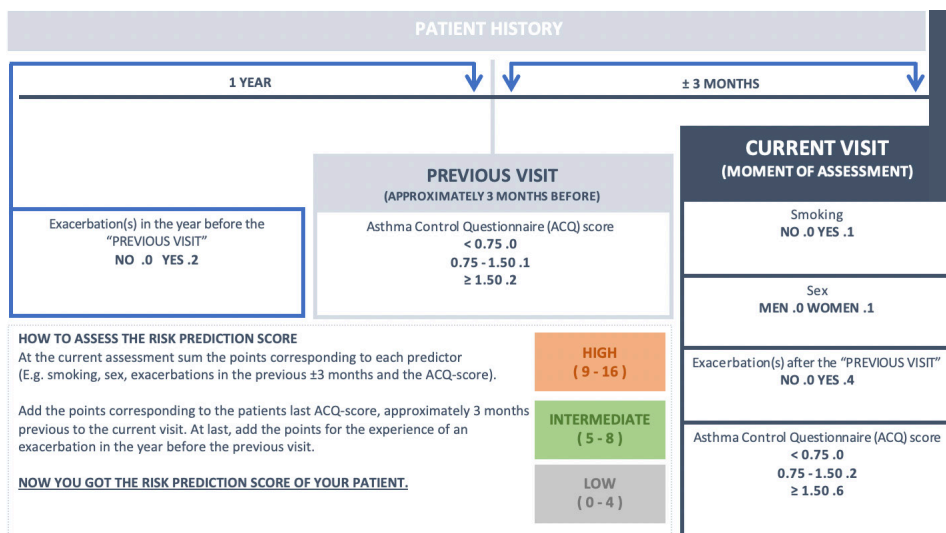 PATIENT HISTORY
1 YEAR
± 3 MONTHS
CURRENT VISIT
(MOMENT OF ASSESSMENT)
PREVIOUS VISIT
(APPROXIMATELY 3 MONTHS BEFORE)
Exacerbation(s) in the year before the
“PREVIOUS VISIT”
NO .0 YES .2
Asthma Control Questionnaire (ACQ) score
< 0.75 .0
0.75 - 1.50 .1
≥ 1.50 .2
Smoking
NO .0 YES .1
Sex
MEN .0 WOMEN .1
Exacerbation(s) after the “PREVIOUS VISIT”
NO .0 YES .4
Asthma Control Questionnaire (ACQ) score
< 0.75 .0
0.75 - 1.50 .2
≥ 1.50 .6
HOW TO ASSESS THE RISK PREDICTION SCORE
At the current assessment sum the points corresponding to each predictor
(E.g. smoking, sex, exacerbations in the previous ±3 months and the ACQ-score).
Add the points corresponding to the patients last ACQ-score, approximately 3 months
previous to the current visit. At last, add the points for the experience of an
exacerbation in the year before the previous visit.
NOW YOU GOT THE RISK PREDICTION SCORE OF YOUR PATIENT.
HIGH
( 9 - 16 )
INTERMEDIATE
( 5 - 8 )
LOW
( 0 - 4 )